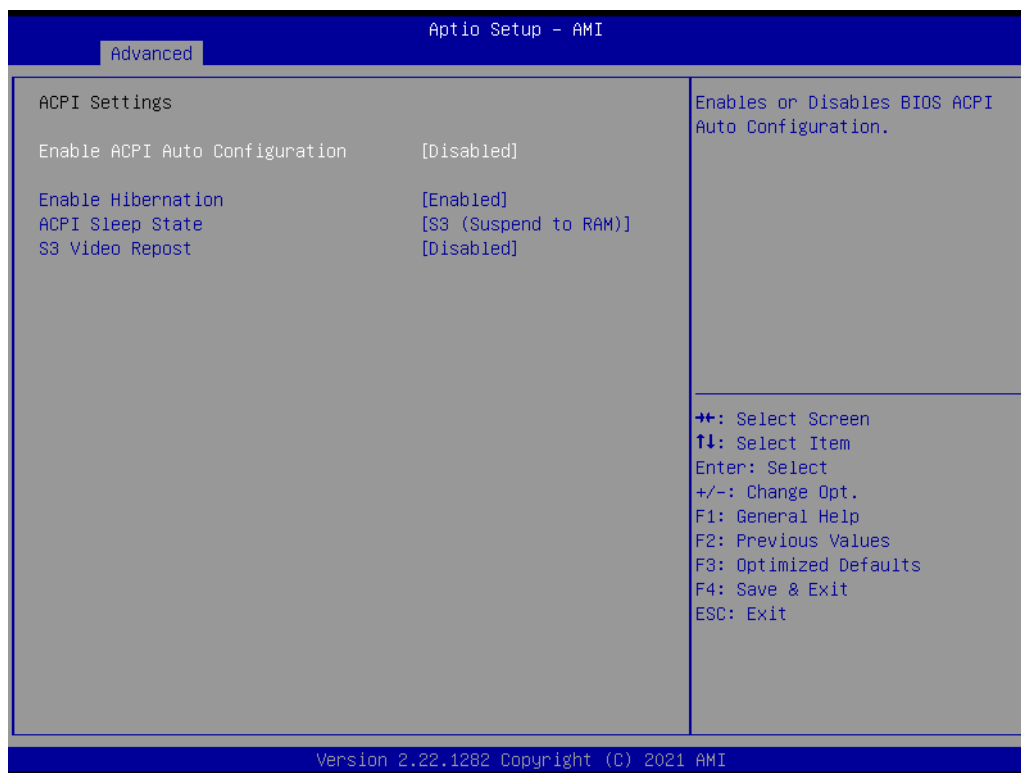 Aptio Setup – AMI
Advanced
ACPI Settings
Enable ACPI Auto Configuration [Disabled]
Enable Hibernation [Enabled]
ACPI Sleep State [S3 (Suspend to RAM)]
S3 Video Repost [Disabled]
Enables or Disables BIOS ACPI
Auto Configuration.
→←: Select Screen
↑↓: Select Item
Enter: Select
+/-: Change Opt.
F1: General Help
F2: Previous Values
F3: Optimized Defaults
F4: Save & Exit
ESC: Exit
Version 2.22.1282 Copyright (C) 2021 AMI